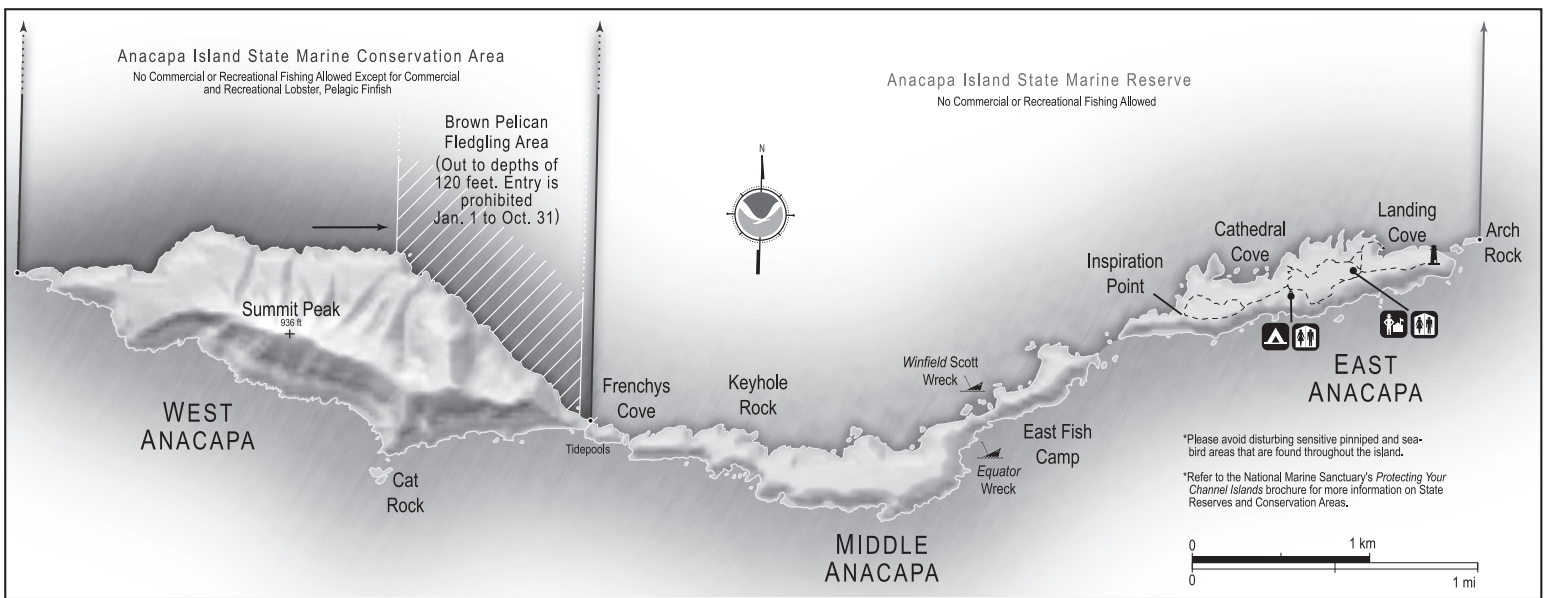 Anacapa Island State Marine Conservation Area
No Commercial or Recreational Fishing Allowed Except for Commercial
and Recreational Lobster, Pelagic Finfish
Brown Pelican
Fledgling Area
(Out to depths of
120 feet. Entry is
prohibited
Jan. 1 to Oct. 31)
Anacapa Island State Marine Reserve
No Commercial or Recreational Fishing Allowed
N
Summit Peak
936 ft
WEST
ANACAPA
Cat
Rock
Tidepools
Frenchys
Cove
Keyhole
Rock
Winfield Scott
Wreck
Equator
Wreck
East Fish
Camp
MIDDLE
ANACAPA
Inspiration
Point
Cathedral
Cove
Landing
Cove
Arch
Rock
EAST
ANACAPA
*Please avoid disturbing sensitive pinniped and sea-
bird areas that are found throughout the island.
*Refer to the National Marine Sanctuary's Protecting Your
Channel Islands brochure for more information on State
Reserves and Conservation Areas.
0 1 km
0 1 mi